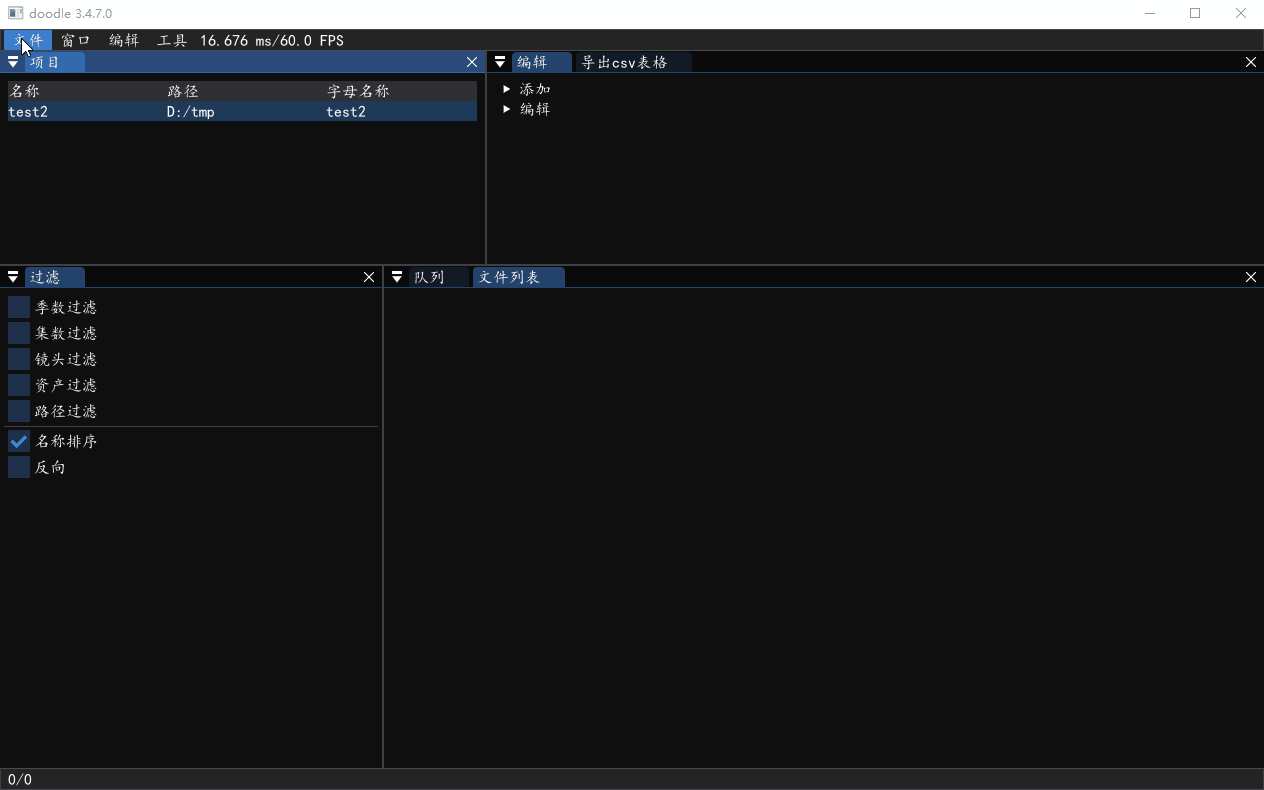 doodle 3.4.7.0
文件 窗口 编辑 工具 16.676 ms/60.0 FPS
项目
名称 路径 字母名称
test2 D:/tmp test2
编辑 导出csv表格
添加
编辑
过滤
季数过滤
集数过滤
镜头过滤
资产过滤
路径过滤
名称排序
反向
队列 文件列表
0/0